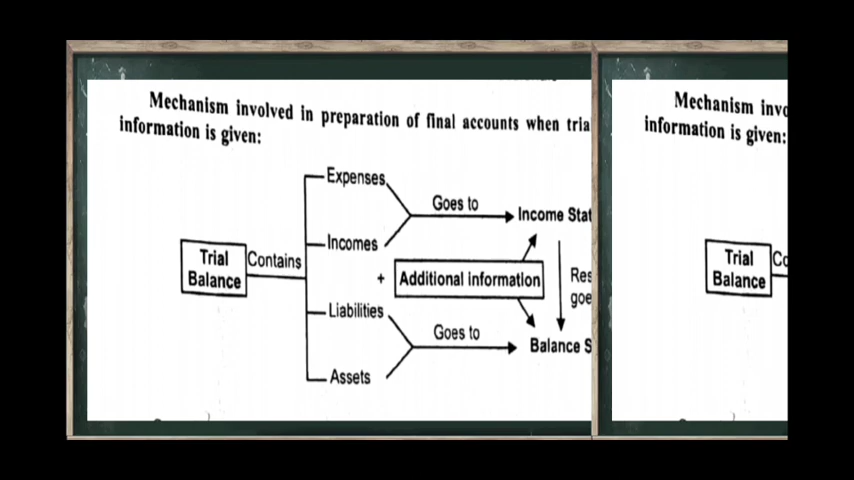 Mechanism involved in preparation of final accounts when tria
information is given:
Expenses
Goes to
Income Stat
Trial
Balance
Contains
Incomes
+ Additional information
Res
goe
Liabilities
Goes to
Balance S
Assets
Mechanism invo
information is given:
Trial
Balance
Co